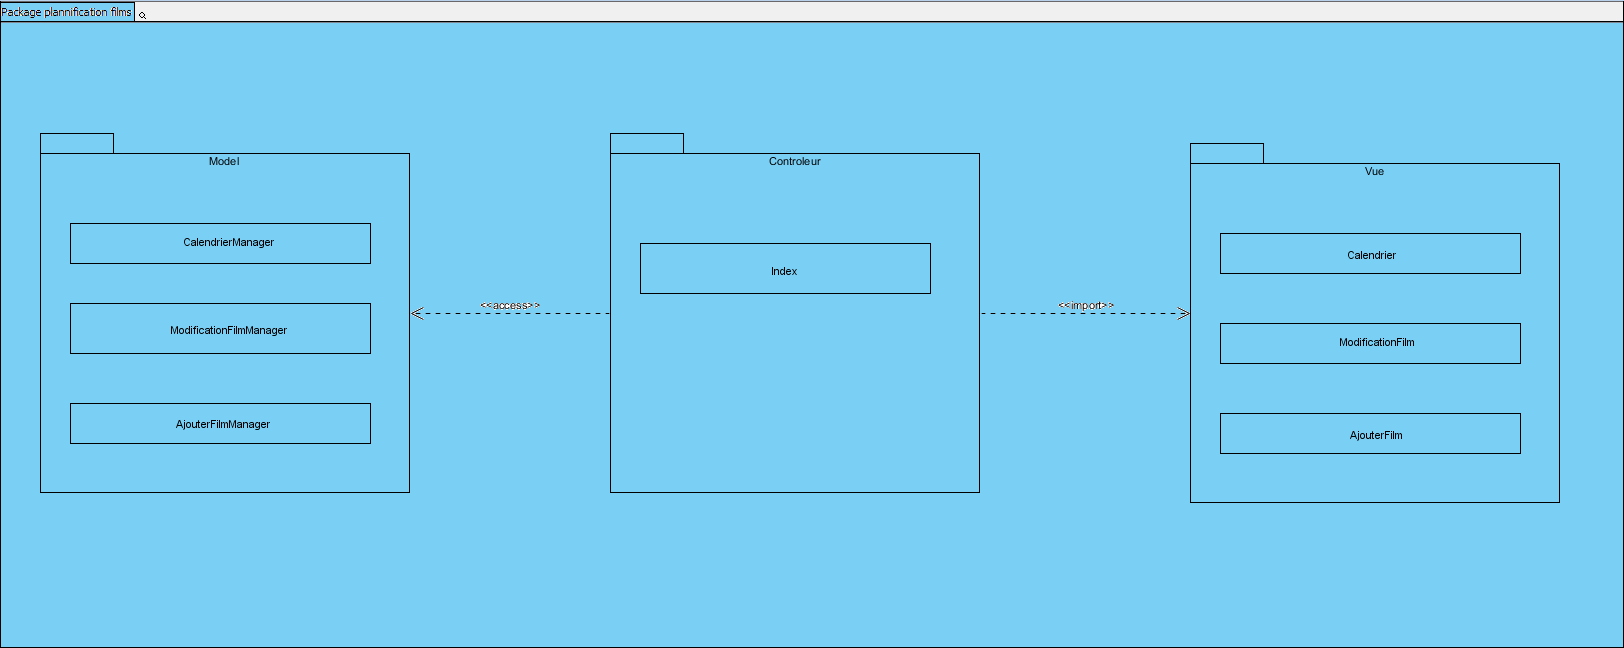 Package plannification films
Model
CalendrierManager
ModificationFilmManager
AjouterFilmManager
<<access>>
Controleur
Index
<<import>>
Vue
Calendrier
ModificationFilm
AjouterFilm